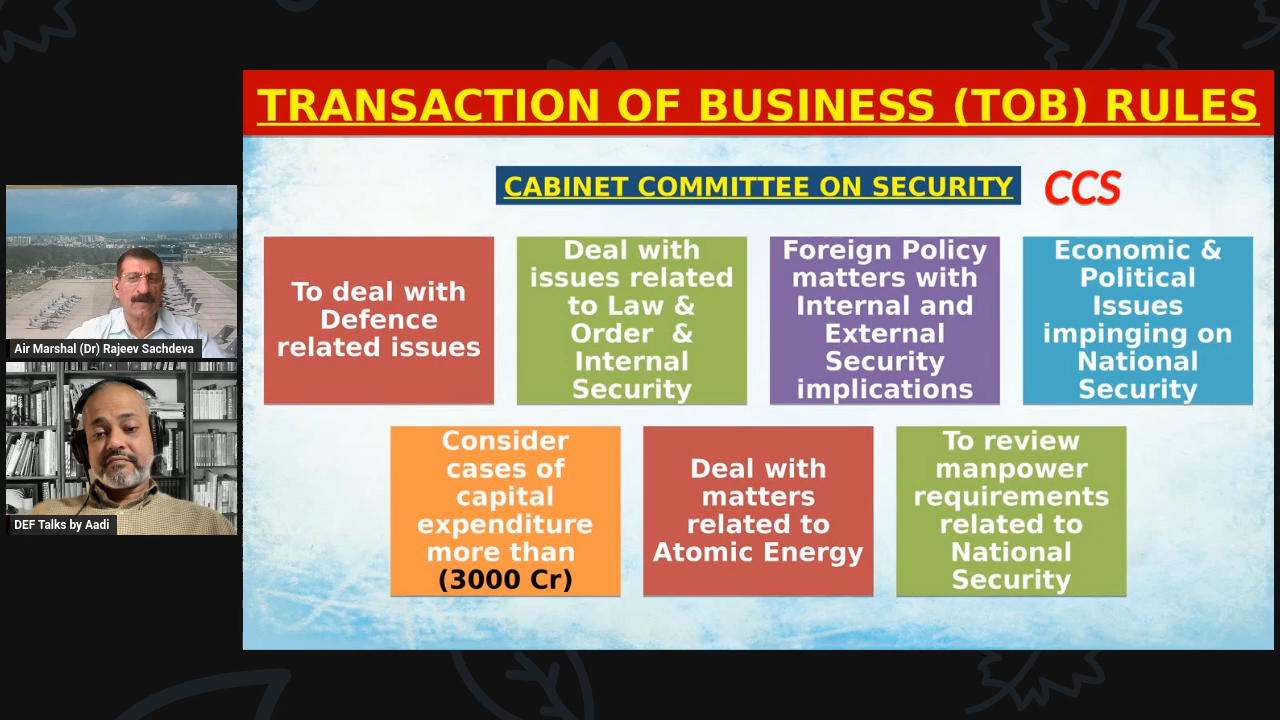 TRANSACTION OF BUSINESS (TOB) RULES
CABINET COMMITTEE ON SECURITY
CCS
To deal with
Defence
related issues
Deal with
issues related
to Law &
Order &
Internal
Security
Foreign Policy
matters with
Internal and
External
Security
implications
Economic &
Political
Issues
impinging on
National
Security
Consider
cases of
capital
expenditure
more than
(3000 Cr)
Deal with
matters
related to
Atomic Energy
To review
manpower
requirements
related to
National
Security
Air Marshal (Dr) Rajeev Sachdeva
DEF Talks by Aadi